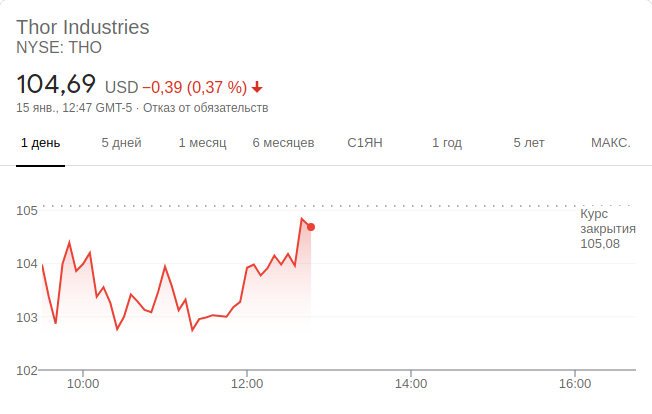 Thor Industries
NYSE: THO
104,69 USD −0,39 (0,37 %)
15 янв., 12:47 GMT-5 · Отказ от обязательств
1 день 5 дней 1 месяц 6 месяцев С1ЯН 1 год 5 лет МАКС.
105
Курс
закрытия
105,08
104
103
102
10:00 12:00 14:00 16:00